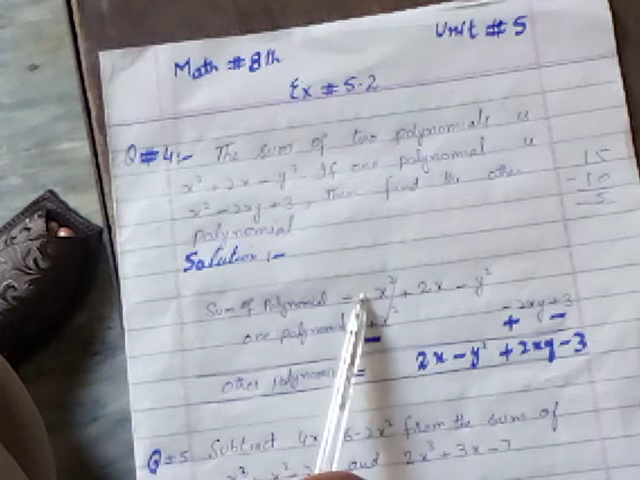 Unit # 5
Math # 8th
Ex # 5.2
Q # 4:- The sum of two polynomials is
x² + 2x - y². If one polynomial is
x² - 2xy + 3, then find the other
polynomial
15
- 10
5
Solution :-
Sum of Polynomial = x² + 2x - y²
one polynomial +x² - 2xy + 3
- + -
Other polynomial = 2x - y² + 2xy - 3
Q # 5 Subtract 4x 6 - 2x² from the sum of
and 2x³ + 3x - 7